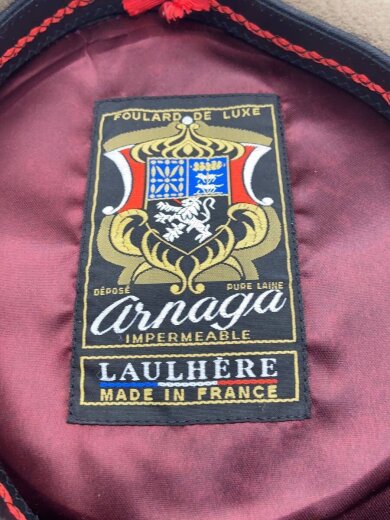 FOULARD DE LUXE
DÉPOSÉ PURE LAINE
Arnaga
IMPERMEABLE
LAULHÈRE
MADE IN FRANCE